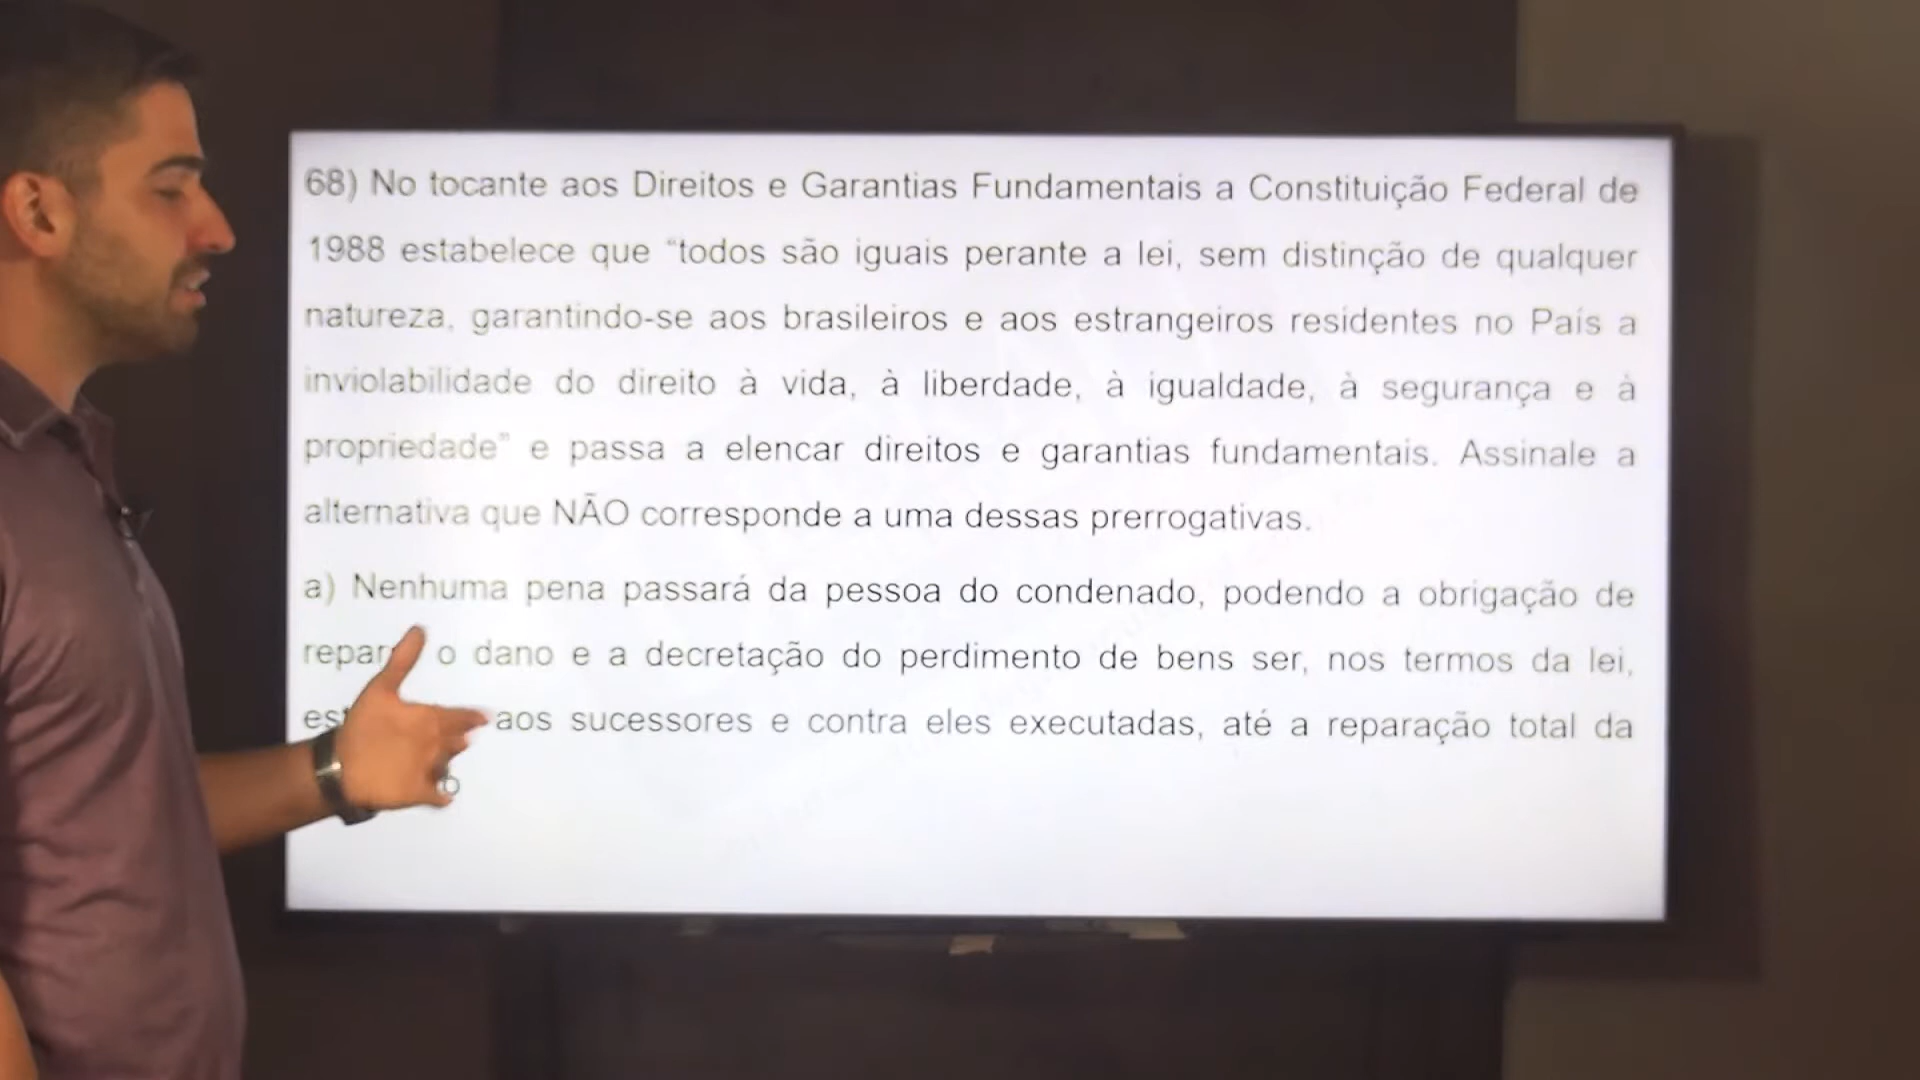 68) No tocante aos Direitos e Garantias Fundamentais a Constituição Federal de
1988 estabelece que “todos são iguais perante a lei, sem distinção de qualquer
natureza, garantindo-se aos brasileiros e aos estrangeiros residentes no País a
inviolabilidade do direito à vida, à liberdade, à igualdade, à segurança e à
propriedade” e passa a elencar direitos e garantias fundamentais. Assinale a
alternativa que NÃO corresponde a uma dessas prerrogativas.
a) Nenhuma pena passará da pessoa do condenado, podendo a obrigação de
o dano e a decretação do perdimento de bens ser, nos termos da lei,
aos sucessores e contra eles executadas, até a reparação total da